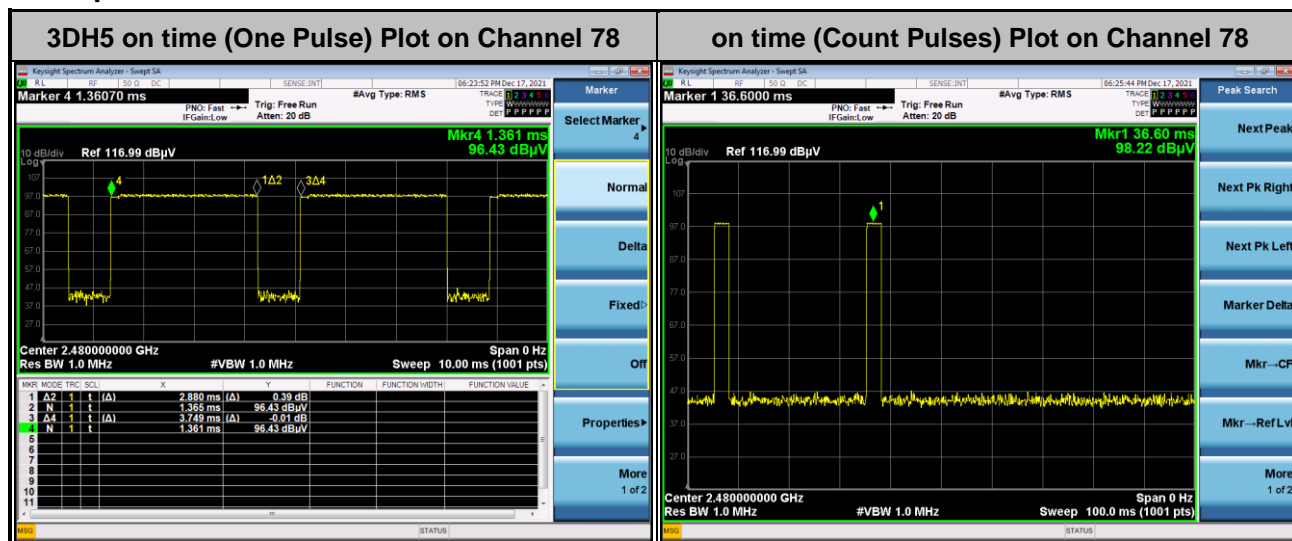 3DH5 on time (One Pulse) Plot on Channel 78
Keysight Spectrum Analyzer - Swept SA
RL RF 50 Ω DC SENSE:INT 06:23:52 PM Dec 17, 2021
Marker 4 1.36070 ms
PNO: Fast
IFGain:Low
Trig: Free Run
Atten: 20 dB
#Avg Type: RMS
TRACE 1 2 3 4 5 6
TYPE WWWWWW
DET P P P P P P
Mkr4 1.361 ms
96.43 dBµV
10 dB/div Ref 116.99 dBµV
Log
107
97.0
87.0
77.0
67.0
57.0
47.0
37.0
27.0
4
1Δ2
3Δ4
Center 2.480000000 GHz Span 0 Hz
Res BW 1.0 MHz #VBW 1.0 MHz Sweep 10.00 ms (1001 pts)
MKR MODE TRC SCL X Y FUNCTION FUNCTION WIDTH FUNCTION VALUE
1 Δ2 1 t (Δ) 2.880 ms (Δ) 0.39 dB
2 N 1 t 1.365 ms 96.43 dBµV
3 Δ4 1 t (Δ) 3.749 ms (Δ) -0.01 dB
4 N 1 t 1.361 ms 96.43 dBµV
5
6
7
8
9
10
11
MSG STATUS
Marker
Select Marker
4
Normal
Delta
Fixed
Off
Properties
More
1 of 2
on time (Count Pulses) Plot on Channel 78
Keysight Spectrum Analyzer - Swept SA
RL RF 50 Ω DC SENSE:INT 06:25:44 PM Dec 17, 2021
Marker 1 36.6000 ms
PNO: Fast
IFGain:Low
Trig: Free Run
Atten: 20 dB
#Avg Type: RMS
TRACE 1 2 3 4 5 6
TYPE WWWWWW
DET P P P P P P
Mkr1 36.60 ms
98.22 dBµV
10 dB/div Ref 116.99 dBµV
Log
107
97.0
87.0
77.0
67.0
57.0
47.0
37.0
27.0
1
Center 2.480000000 GHz Span 0 Hz
Res BW 1.0 MHz #VBW 1.0 MHz Sweep 100.0 ms (1001 pts)
MSG STATUS
Peak Search
Next Peak
Next Pk Right
Next Pk Left
Marker Delta
Mkr→CF
Mkr→Ref Lvl
More
1 of 2